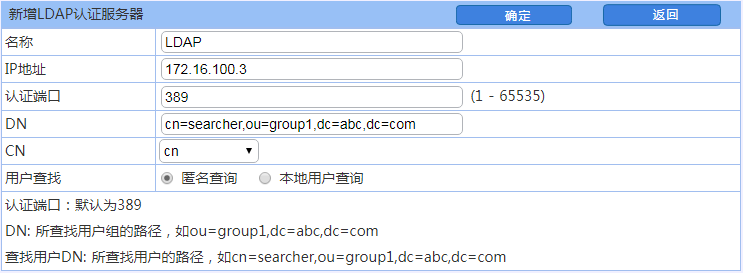 新增LDAP认证服务器 确定 返回
名称 LDAP
IP地址 172.16.100.3
认证端口 389 (1 - 65535)
DN cn=searcher,ou=group1,dc=abc,dc=com
CN cn
用户查找 匿名查询 本地用户查询
认证端口：默认为389
DN: 所查找用户组的路径，如ou=group1,dc=abc,dc=com
查找用户DN: 所查找用户的路径，如cn=searcher,ou=group1,dc=abc,dc=com